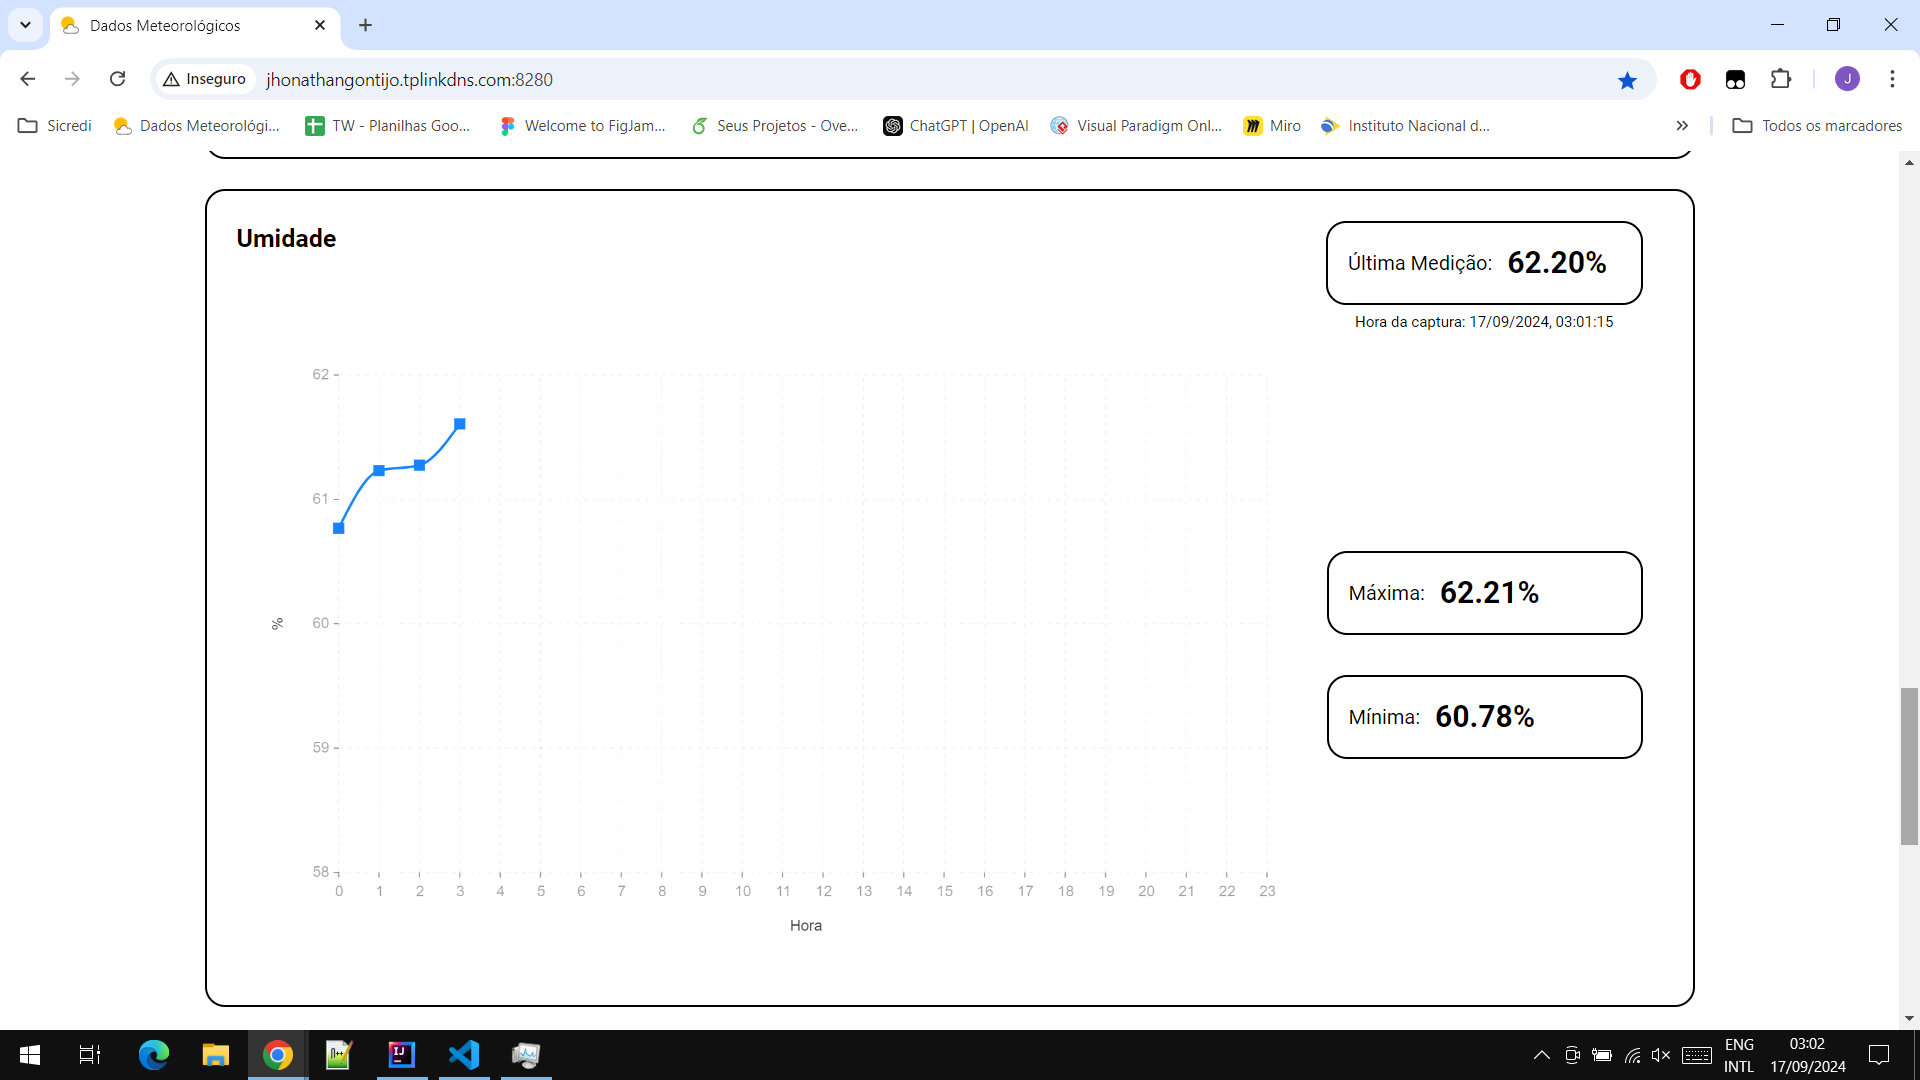 Dados Meteorológicos
Inseguro jhonathangontijo.tplinkdns.com:8280
J
Sicredi Dados Meteorológi... TW - Planilhas Goo... Welcome to FigJam... Seus Projetos - Ove... ChatGPT | OpenAI Visual Paradigm Onl... Miro Instituto Nacional d... » Todos os marcadores
Umidade
Última Medição: 62.20%
Hora da captura: 17/09/2024, 03:01:15
62
61
60
59
58
%
0 1 2 3 4 5 6 7 8 9 10 11 12 13 14 15 16 17 18 19 20 21 22 23
Hora
Máxima: 62.21%
Mínima: 60.78%
ENG
INTL
03:02
17/09/2024